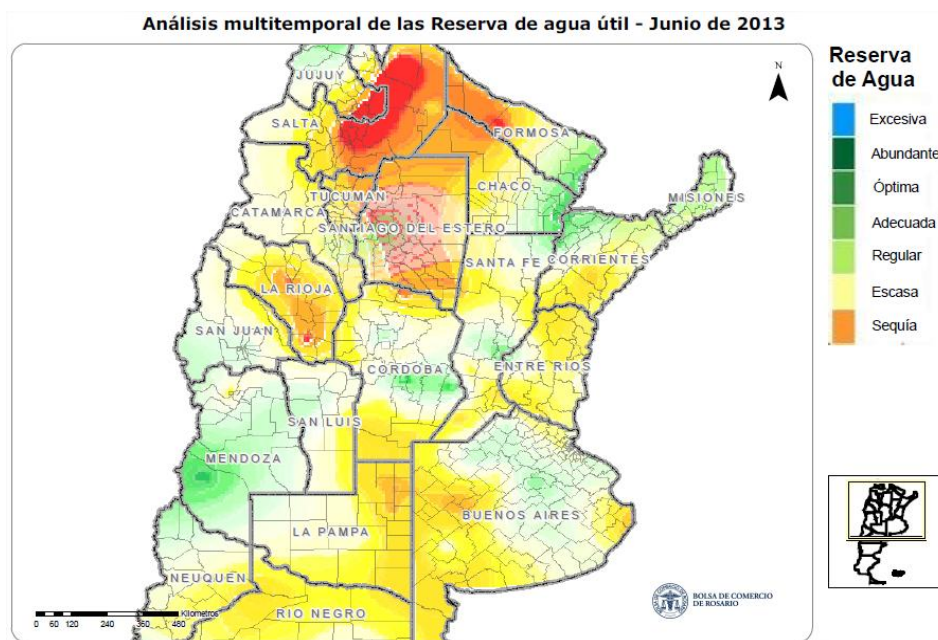 Análisis multitemporal de las Reserva de agua útil - Junio de 2013
Reserva
de Agua
Excesiva
Abundante
Óptima
Adecuada
Regular
Escasa
Sequía
N
JUJUY
SALTA
FORMOSA
CHACO
MISIONES
TUCUMAN
CATAMARCA
SANTIAGO DEL ESTERO
SANTA FE
CORRIENTES
LA RIOJA
SAN JUAN
CORDOBA
ENTRE RIOS
SAN LUIS
MENDOZA
BUENOS AIRES
LA PAMPA
NEUQUEN
RIO NEGRO
Kilometros
0 60 120 240 360 480
BOLSA DE COMERCIO
DE ROSARIO